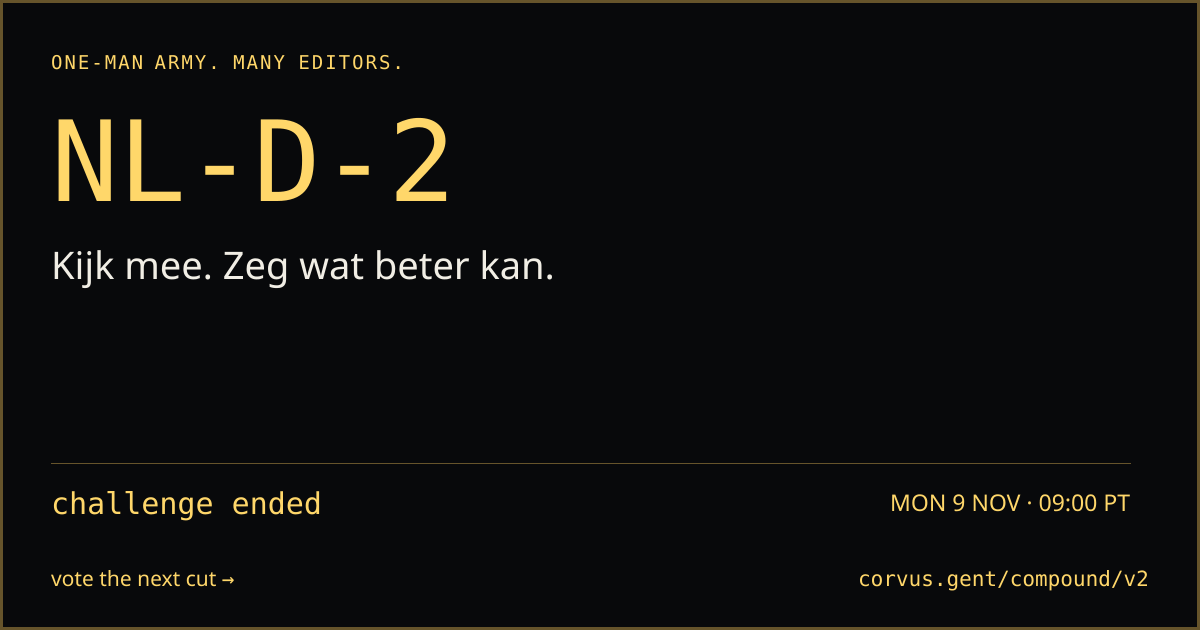 ONE-MAN ARMY. MANY EDITORS.
NL-D-2
Kijk mee. Zeg wat beter kan.
challenge ended
MON 9 NOV · 09:00 PT
vote the next cut →
corvus.gent/compound/v2